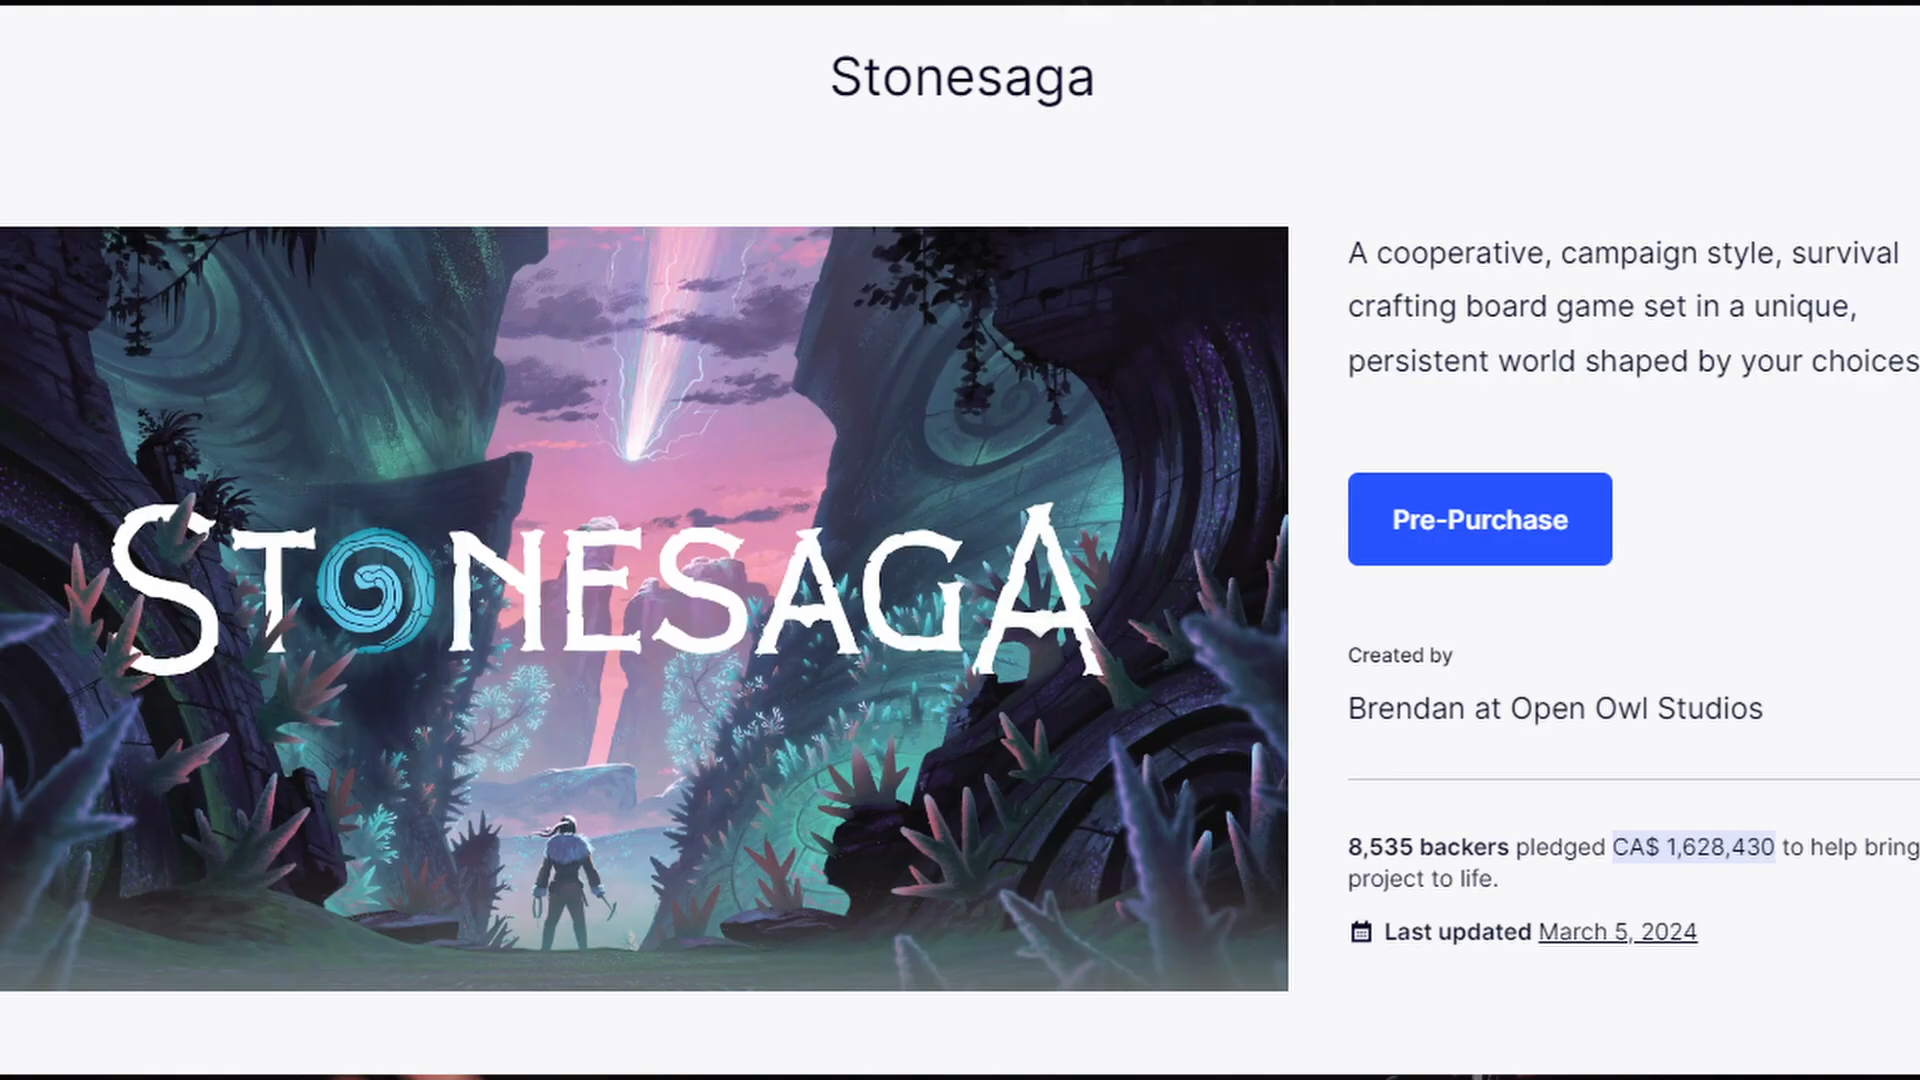 Stonesaga
STONESAGA
A cooperative, campaign style, survival
crafting board game set in a unique,
persistent world shaped by your choices
Pre-Purchase
Created by
Brendan at Open Owl Studios
8,535 backers pledged CA$ 1,628,430 to help bring
project to life.
Last updated March 5, 2024